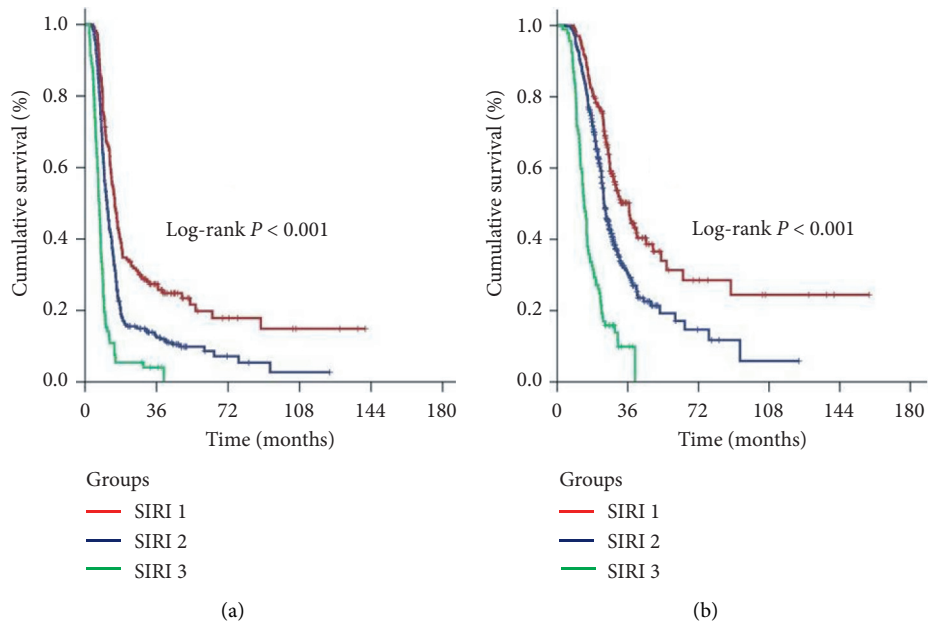 1.0
0.8
0.6
0.4
0.2
0.0
Cumulative survival (%)
Log-rank P < 0.001
0 36 72 108 144 180
Time (months)
Groups
SIRI 1
SIRI 2
SIRI 3
(a)
1.0
0.8
0.6
0.4
0.2
0.0
Cumulative survival (%)
Log-rank P < 0.001
0 36 72 108 144 180
Time (months)
Groups
SIRI 1
SIRI 2
SIRI 3
(b)